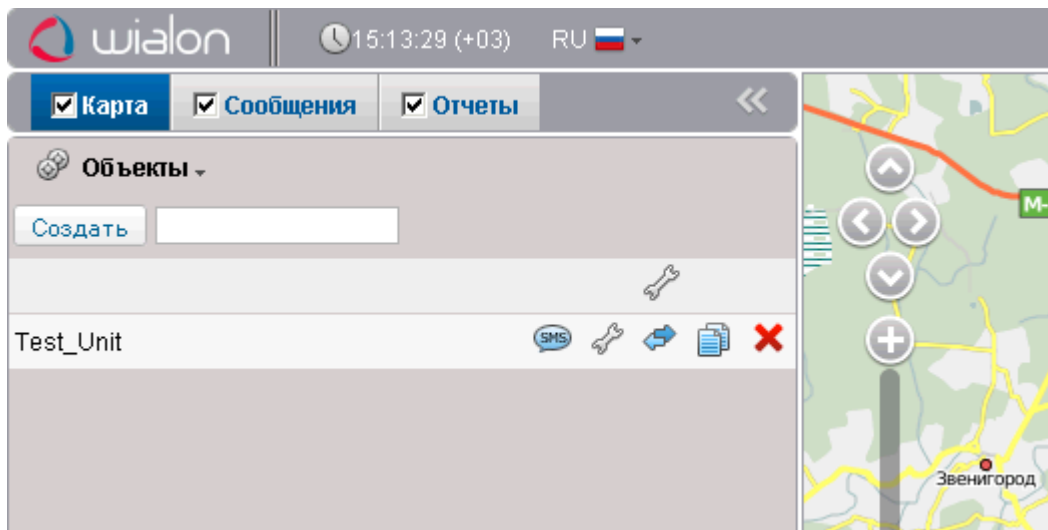 wialon 15:13:29 (+03) RU
Карта Сообщения Отчеты
Объекты
М-
Создать
SMS
Test_Unit
Звенигород